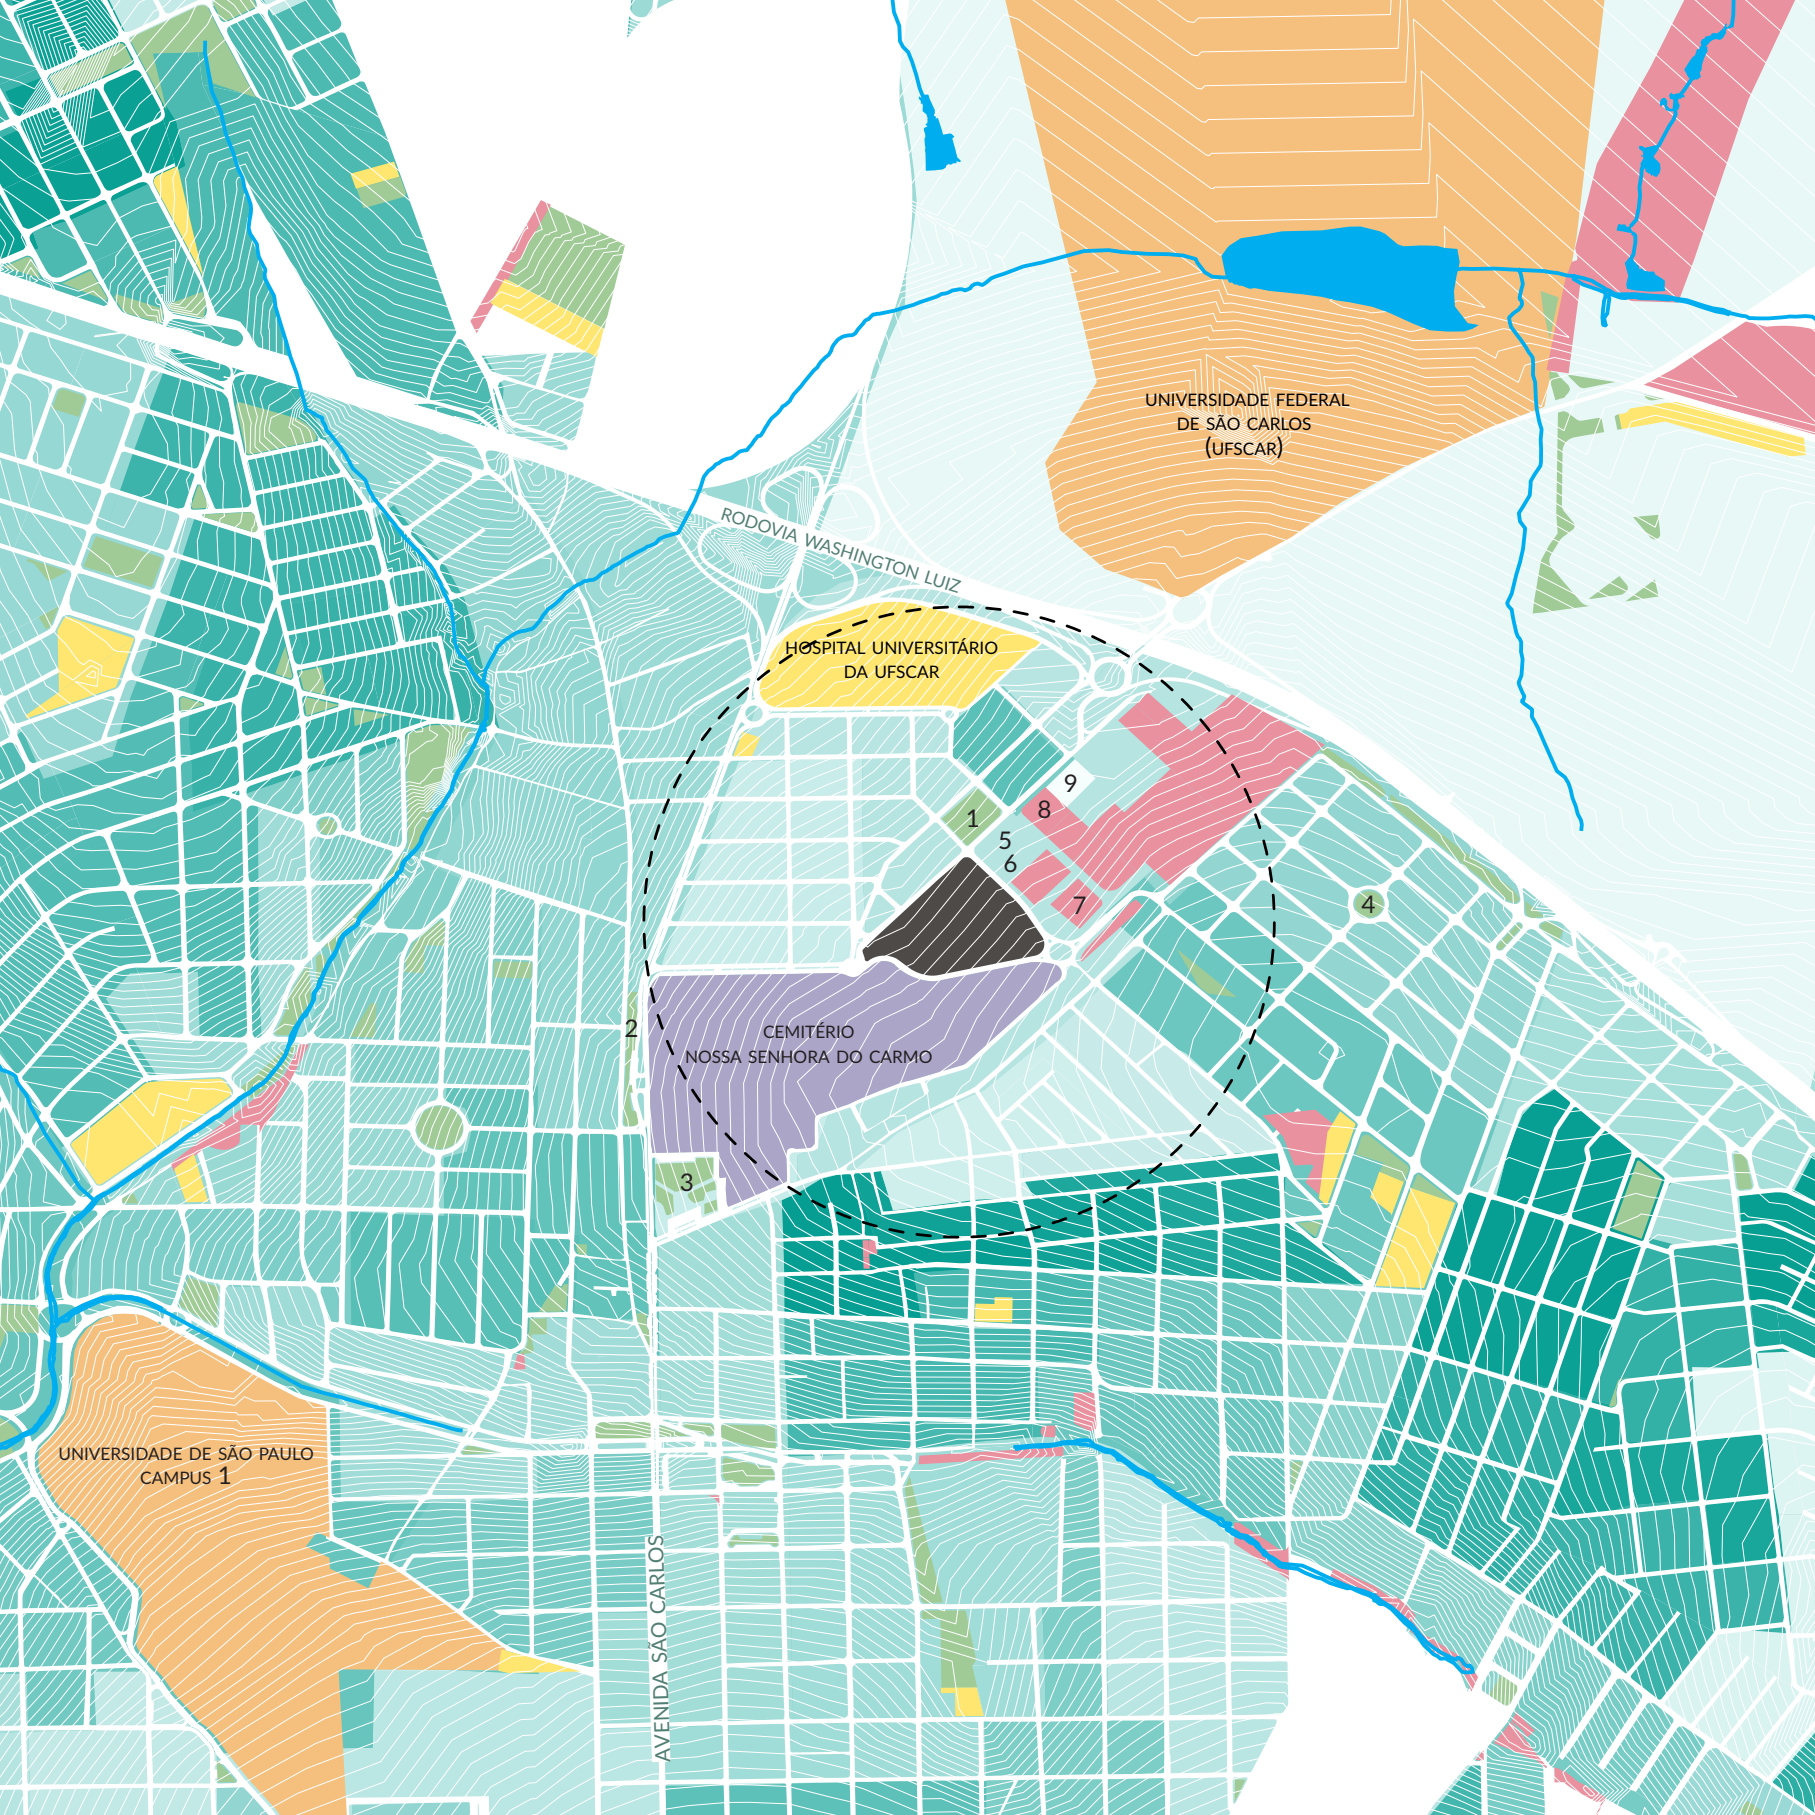 UNIVERSIDADE FEDERAL
DE SÃO CARLOS
(UFSCAR)
RODOVIA WASHINGTON LUIZ
HOSPITAL UNIVERSITÁRIO
DA UFSCAR
9
8
1
5
6
7
4
2
CEMITÉRIO
NOSSA SENHORA DO CARMO
3
UNIVERSIDADE DE SÃO PAULO
CAMPUS 1
AVENIDA SÃO CARLOS